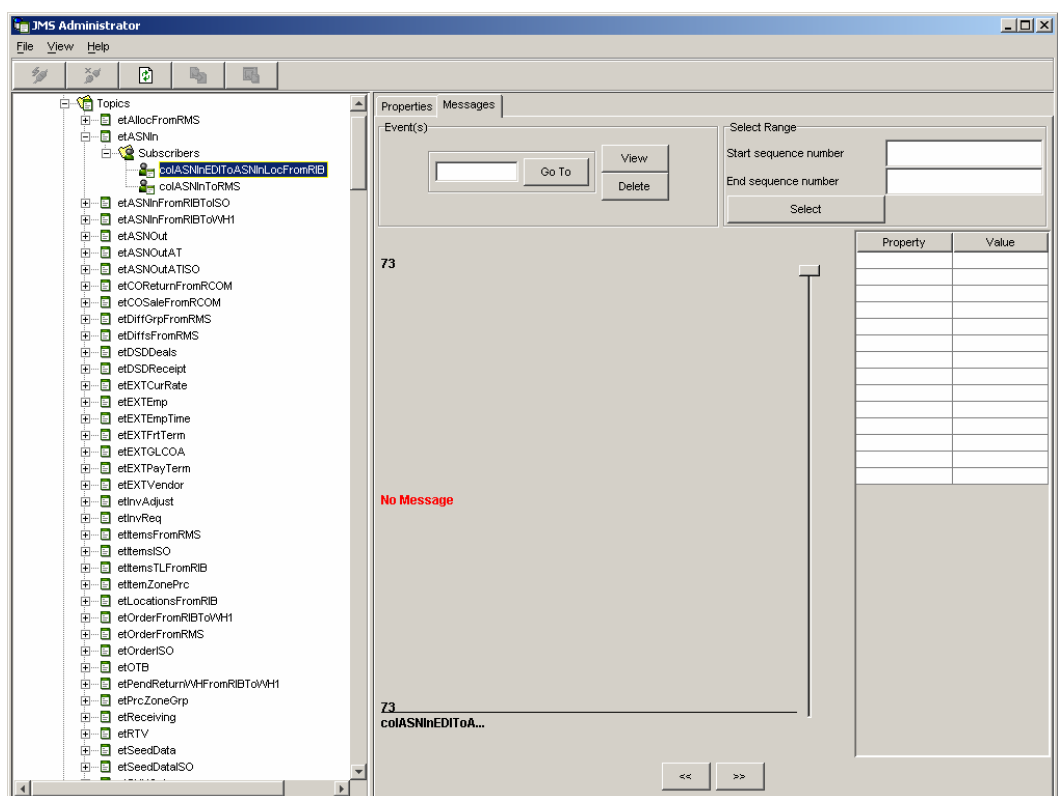 JMS Administrator
File View Help
Topics
etAllocFromRMS
etASNIn
Subscribers
colASNInEDIToASNInLocFromRIB
colASNInToRMS
etASNInFromRIBToISO
etASNInFromRIBToWH1
etASNOut
etASNOutAT
etASNOutATISO
etCOReturnFromRCOM
etCOSaleFromRCOM
etDiffGrpFromRMS
etDiffsFromRMS
etDSDDeals
etDSDReceipt
etEXTCurRate
etEXTEmp
etEXTEmpTime
etEXTFrtTerm
etEXTGLCOA
etEXTPayTerm
etEXTVendor
etInvAdjust
etInvReq
etItemsFromRMS
etItemsISO
etItemsTLFromRIB
etItemZonePrc
etLocationsFromRIB
etOrderFromRIBToWH1
etOrderFromRMS
etOrderISO
etOTB
etPendReturnWHFromRIBToWH1
etPrcZoneGrp
etReceiving
etRTV
etSeedData
etSeedDataISO
Properties Messages
Event(s)
Go To
View
Delete
Select Range
Start sequence number
End sequence number
Select
Property Value
73
No Message
73
colASNInEDIToA...
<< >>